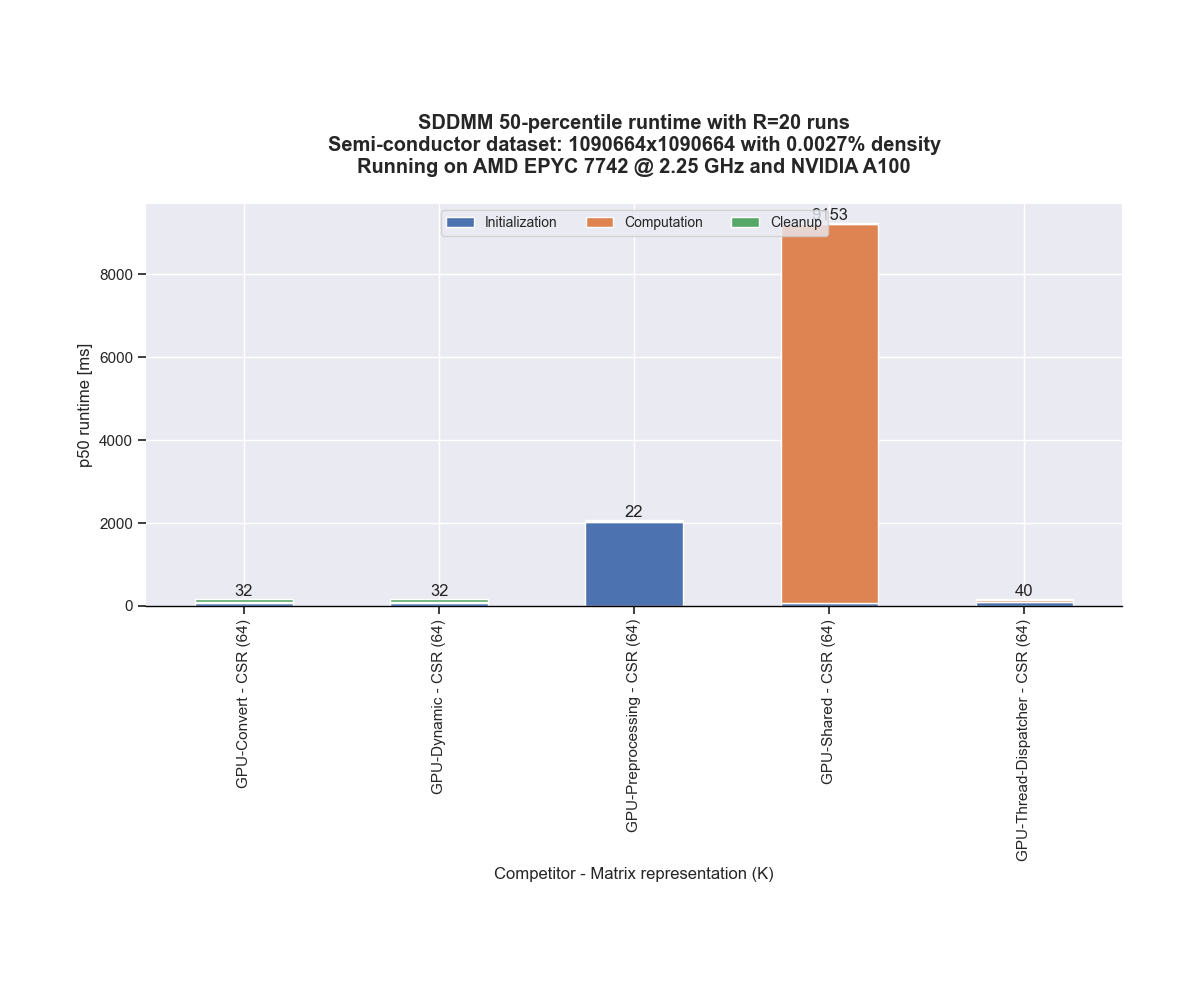 SDDMM 50-percentile runtime with R=20 runs
Semi-conductor dataset: 1090664x1090664 with 0.0027% density
Running on AMD EPYC 7742 @ 2.25 GHz and NVIDIA A100
Initialization
Computation
Cleanup
9153
22
32
32
40
p50 runtime [ms]
8000
6000
4000
2000
0
GPU-Convert - CSR (64)
GPU-Dynamic - CSR (64)
GPU-Preprocessing - CSR (64)
GPU-Shared - CSR (64)
GPU-Thread-Dispatcher - CSR (64)
Competitor - Matrix representation (K)